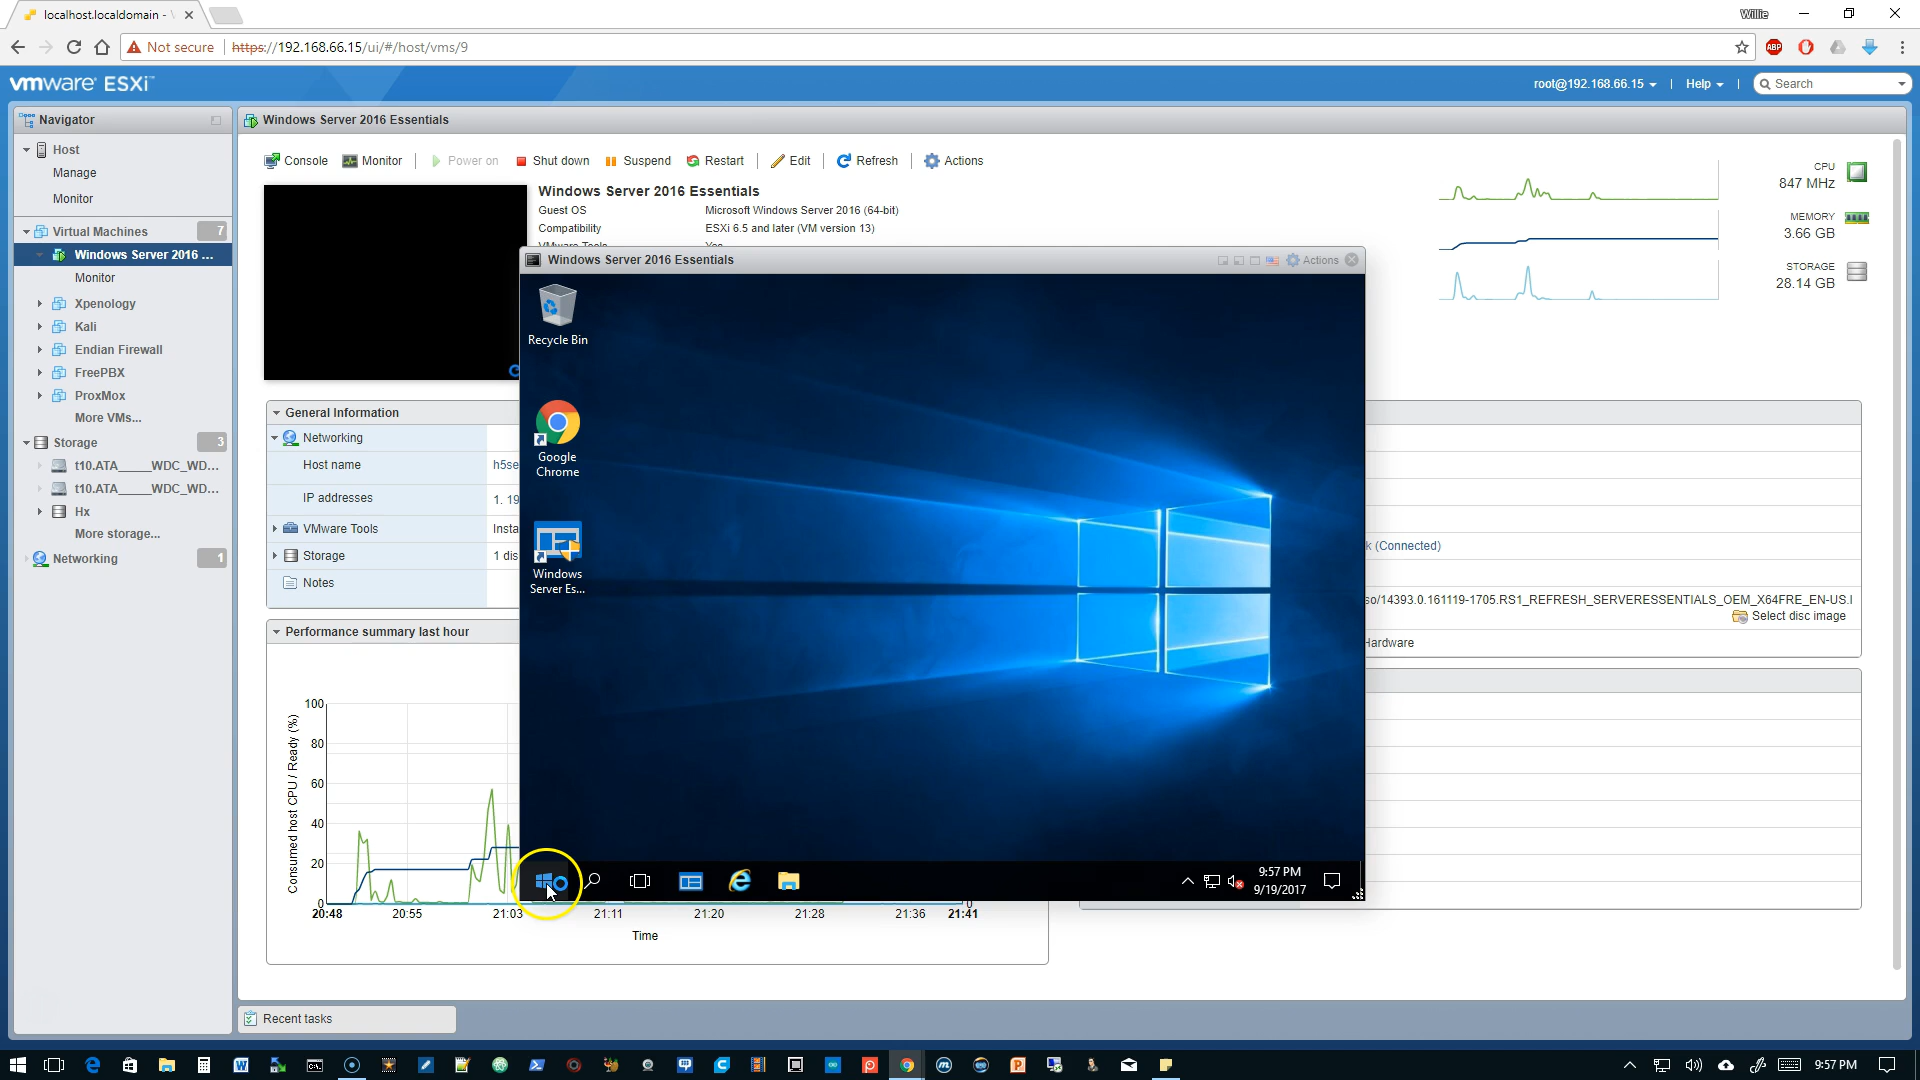 localhost.localdomain -
Willie
Not secure
https://192.168.66.15/ui/#/host/vms/9
ABP
vmware ESXi
root@192.168.66.15
Help
Search
Navigator
Windows Server 2016 Essentials
Host
Manage
Monitor
Virtual Machines
7
Windows Server 2016 ...
Monitor
Xpenology
Kali
Endian Firewall
FreePBX
ProxMox
More VMs...
Storage
3
t10.ATA_____WDC_WD...
t10.ATA_____WDC_WD...
Hx
More storage...
Networking
1
Console
Monitor
Power on
Shut down
Suspend
Restart
Edit
Refresh
Actions
Windows Server 2016 Essentials
Guest OS
Microsoft Windows Server 2016 (64-bit)
Compatibility
ESXi 6.5 and later (VM version 13)
CPU
847 MHz
MEMORY
3.66 GB
STORAGE
28.14 GB
Windows Server 2016 Essentials
Actions
Recycle Bin
Google
Chrome
Windows
Server Es...
9:57 PM
9/19/2017
General Information
Networking
Host name
h5se
IP addresses
1. 19
VMware Tools
Insta
Storage
1 dis
Notes
k (Connected)
so/14393.0.161119-1705.RS1_REFRESH_SERVERESSENTIALS_OEM_X64FRE_EN-US.I
Select disc image
Hardware
Performance summary last hour
Consumed host CPU / Ready (%)
100
80
60
40
20
0
0
20:48
20:55
21:03
21:11
21:20
21:28
21:36
21:41
Time
Recent tasks
9:57 PM